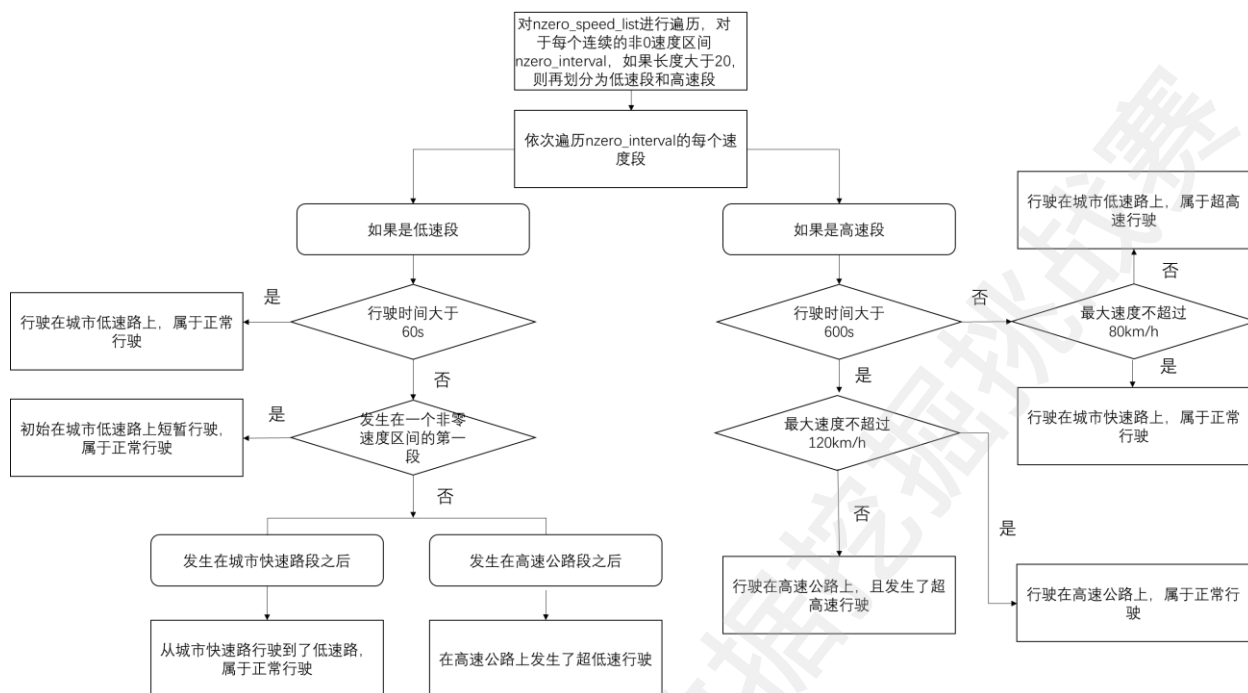 对nzero_speed_list进行遍历，对
于每个连续的非0速度区间
nzero_interval，如果长度大于20,
则再划分为低速段和高速段
依次遍历nzero_interval的每个速
度段
如果是低速段
如果是高速段
行驶在城市低速路上，属于超高
速行驶
是
行驶时间大于
60s
行驶在城市低速路上，属于正常
行驶
行驶时间大于
600s
否
否
最大速度不超过
80km/h
否
是
是
行驶在城市快速路上，属于正常
行驶
初始在城市低速路上短暂行驶，
属于正常行驶
是
发生在一个非零
速度区间的第一
段
最大速度不超过
120km/h
否
否
是
发生在城市快速路段之后
发生在高速公路段之后
行驶在高速公路上，且发生了超
高速行驶
行驶在高速公路上，属于正常行
驶
从城市快速路行驶到了低速路，
属于正常行驶
在高速公路上发生了超低速行驶
据挖掘挑战赛